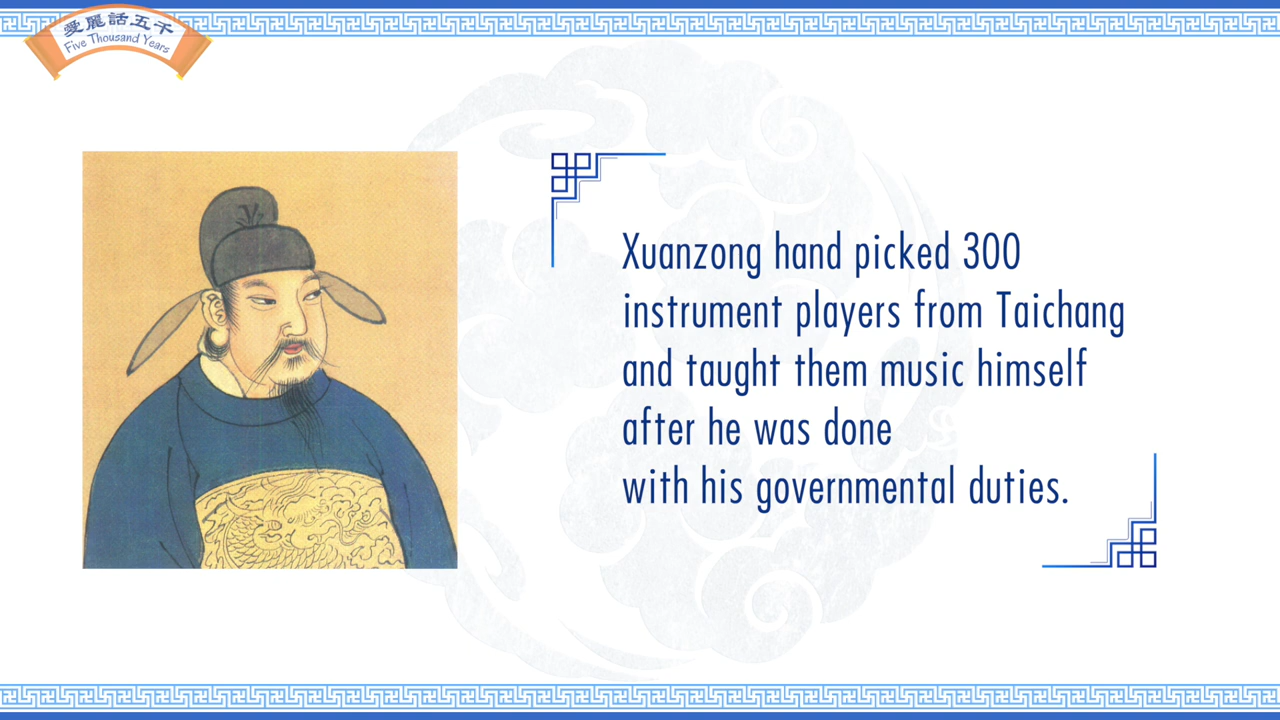 愛麗話五千
Five Thousand Years
Xuanzong hand picked 300
instrument players from Taichang
and taught them music himself
after he was done
with his governmental duties.